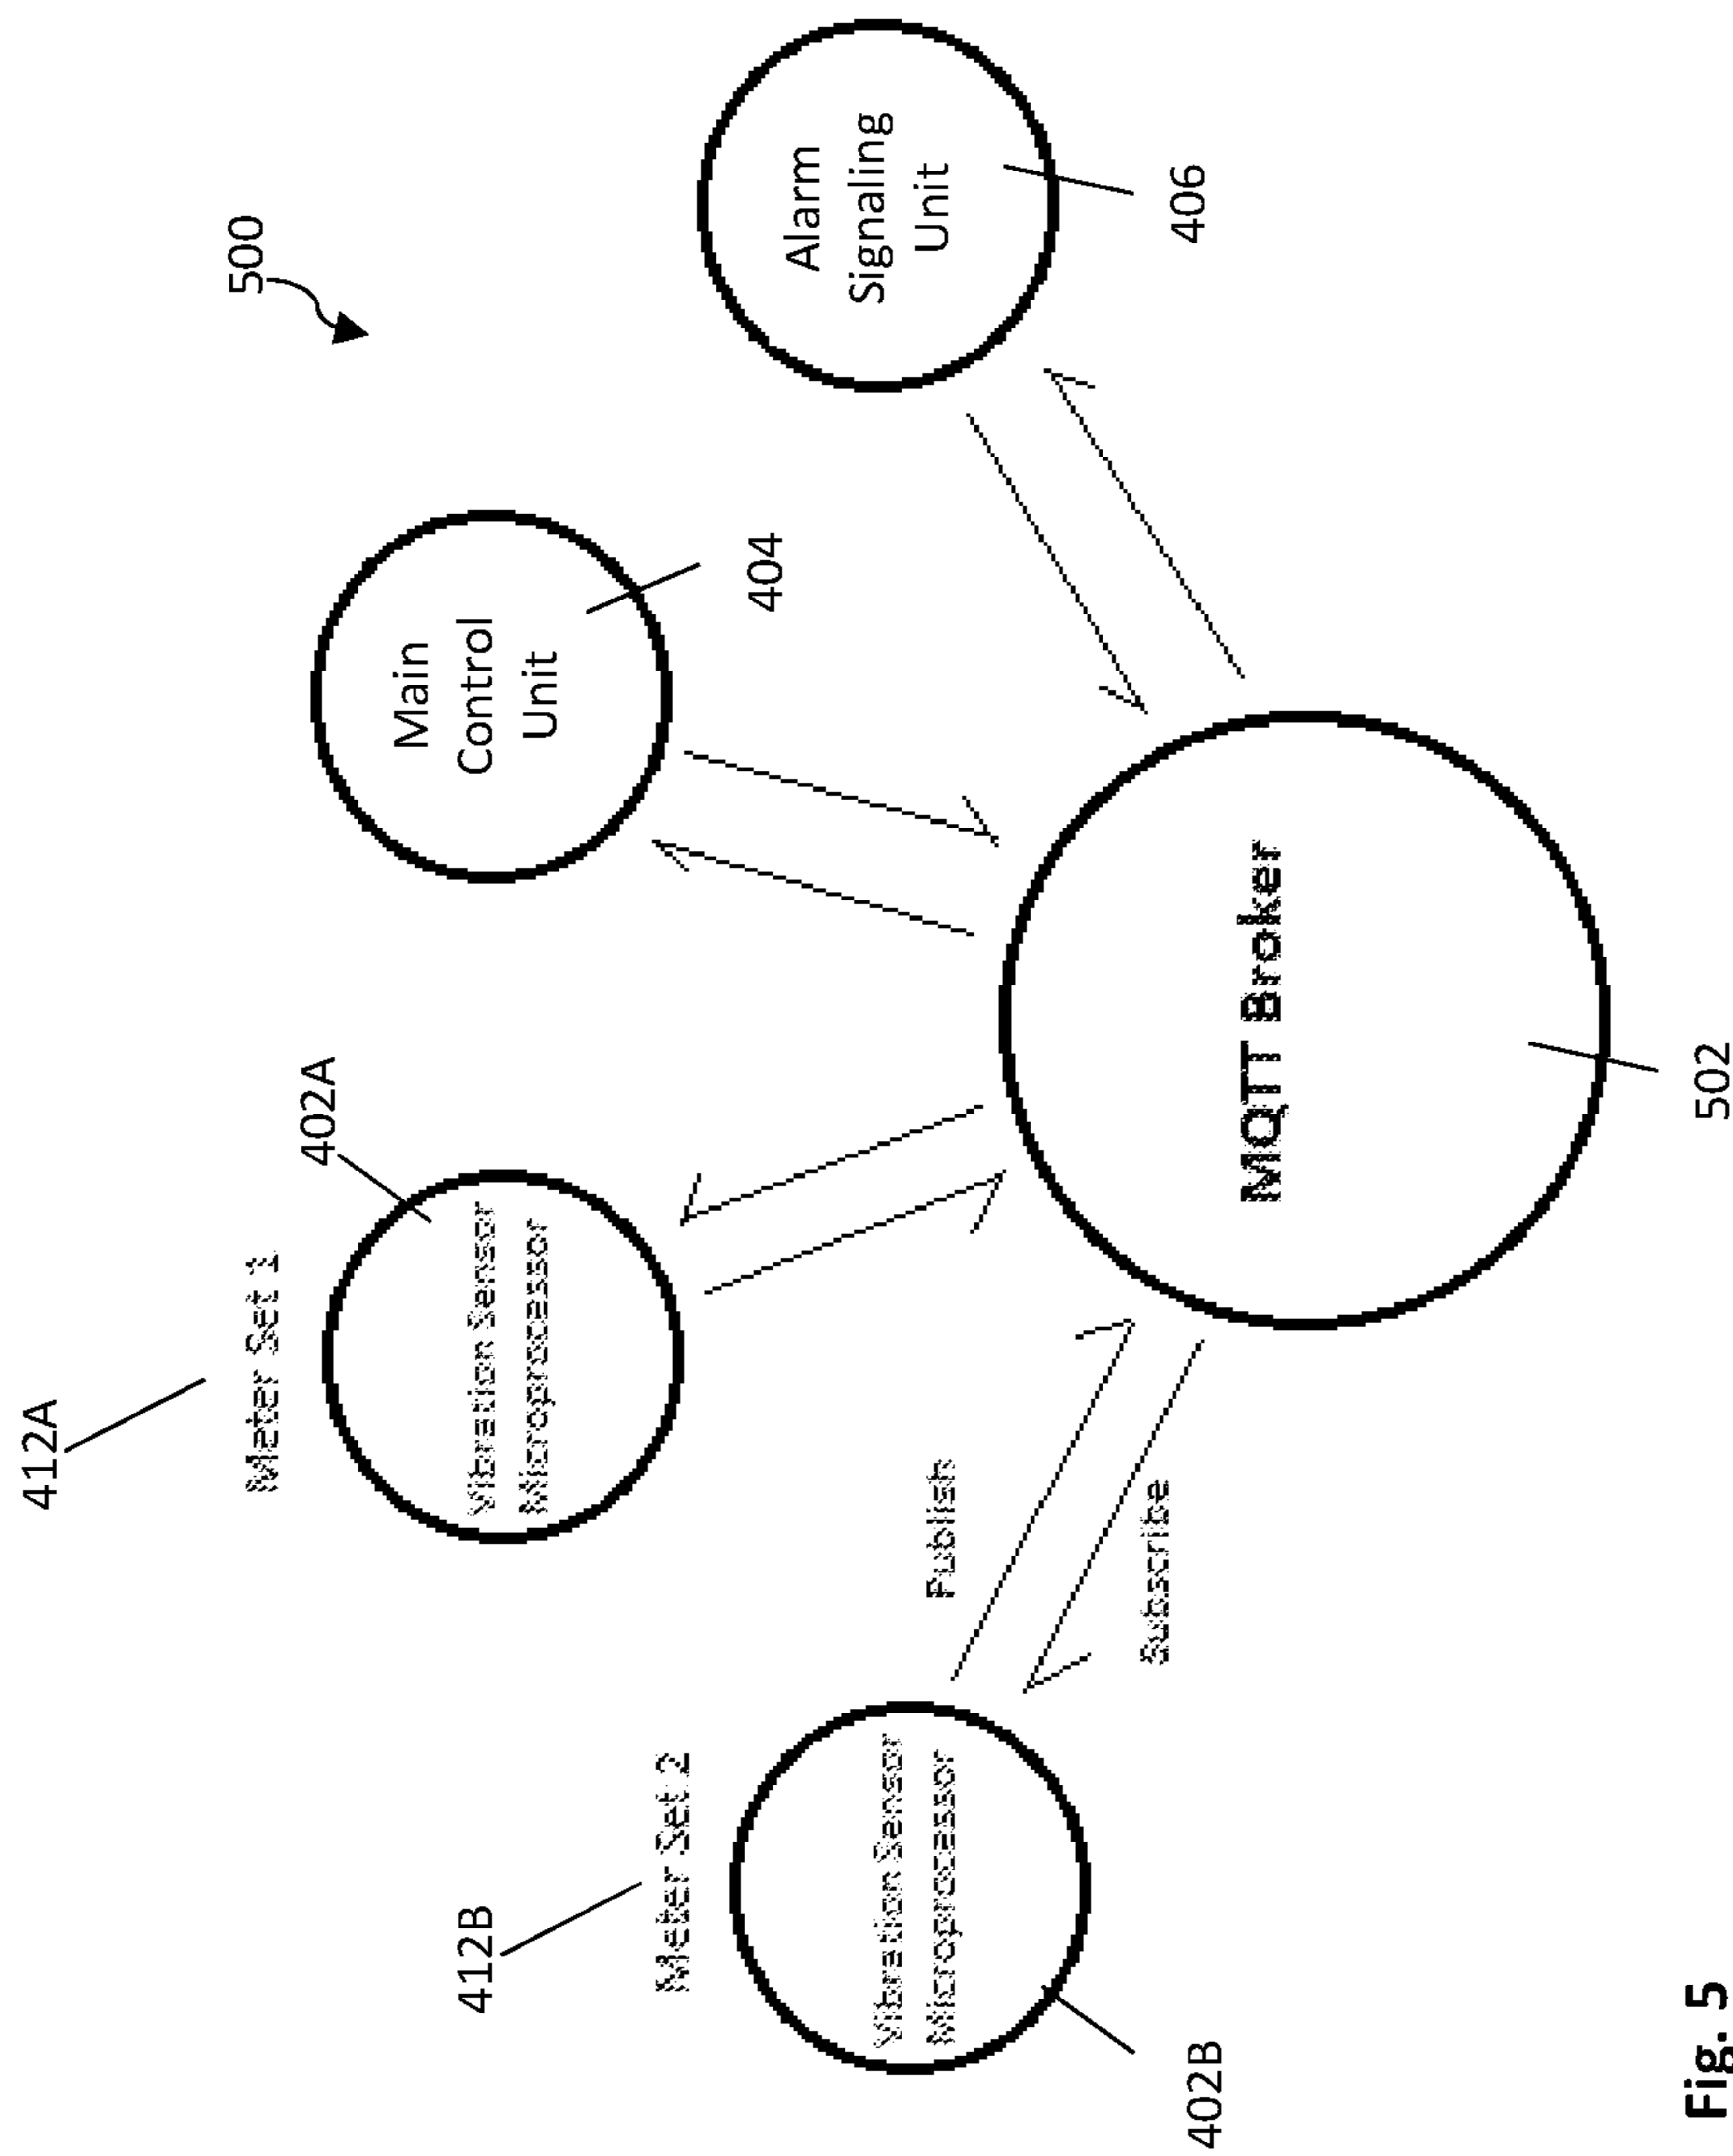 500
412A
Meter Set 1
402A
Vibration Sensor
Microprocessor
Main
Control
Unit
404
412B
Meter Set 2
Vibration Sensor
Microprocessor
402B
Publish
Subscribe
Alarm
Signaling
Unit
406
MQTT Broker
502
Fig. 5